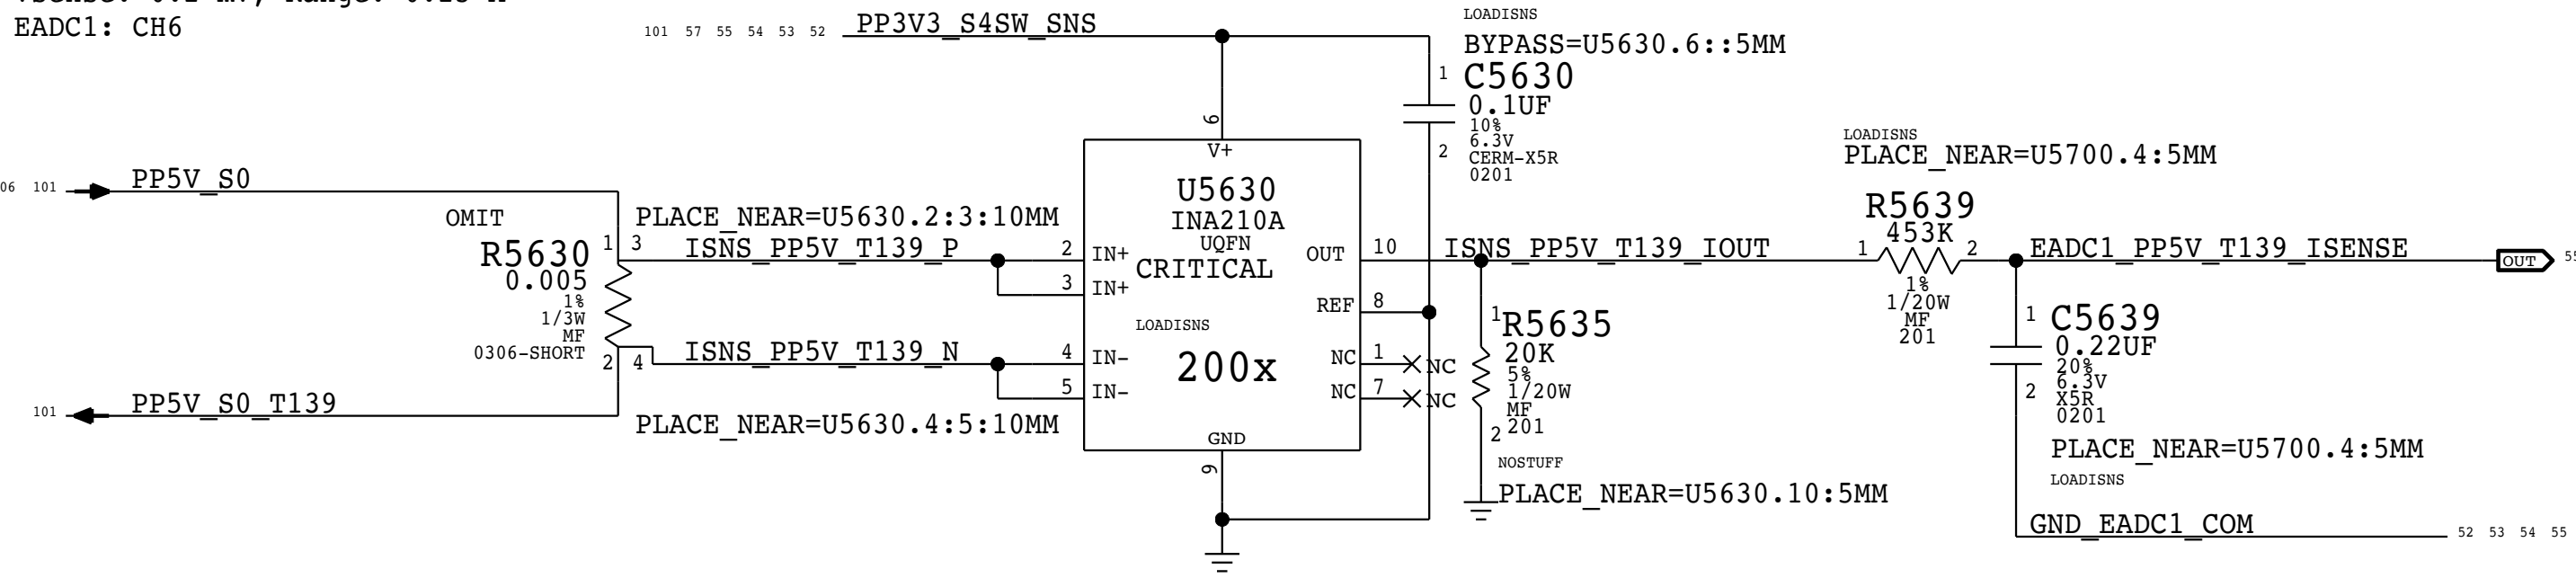 EADC1: CH6
101 57 55 54 53 52 PP3V3_S4SW_SNS
LOADISNS
BYPASS=U5630.6::5MM
1
C5630
0.1UF
10%
6.3V
CERM-X5R
0201
2
6
V+
U5630
INA210A
UQFN
CRITICAL
LOADISNS
200x
GND
9
06 101 PP5V_S0
OMIT
R5630
0.005
1%
1/3W
MF
0306-SHORT
1 3
2 4
PLACE_NEAR=U5630.2:3:10MM
ISNS_PP5V_T139_P
2 IN+
3 IN+
ISNS_PP5V_T139_N
4 IN-
5 IN-
101 PP5V_S0_T139
PLACE_NEAR=U5630.4:5:10MM
OUT 10 ISNS_PP5V_T139_IOUT
REF 8
NC 1 NC
NC 7 NC
1
R5635
20K
5%
1/20W
MF
201
2
NOSTUFF
PLACE_NEAR=U5630.10:5MM
LOADISNS
PLACE_NEAR=U5700.4:5MM
R5639
453K
1 2
1%
1/20W
MF
201
EADC1_PP5V_T139_ISENSE
OUT 55
1
C5639
0.22UF
20%
6.3V
X5R
0201
2
PLACE_NEAR=U5700.4:5MM
LOADISNS
GND_EADC1_COM 52 53 54 55